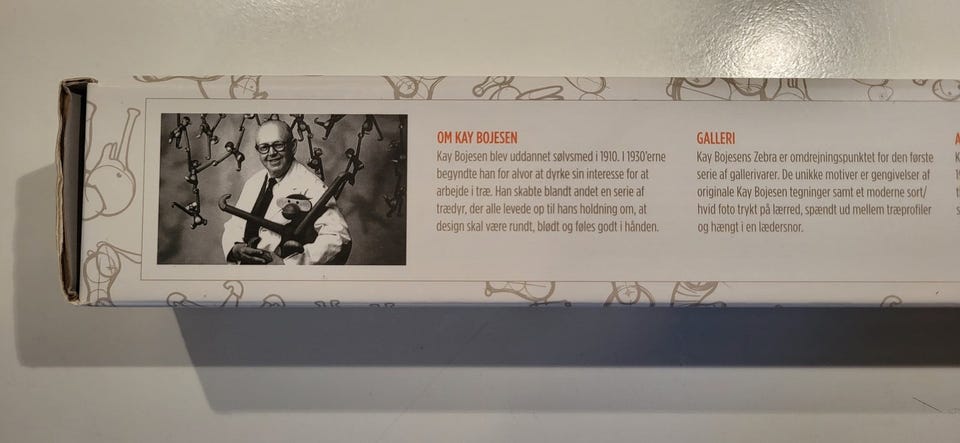 OM KAY BOJESEN
Kay Bojesen blev uddannet sølvsmed i 1910. I 1930'erne
begyndte han for alvor at dyrke sin interesse for at
arbejde i træ. Han skabte blandt andet en serie af
trædyr, der alle levede op til hans holdning om, at
design skal være rundt, blødt og føles godt i hånden.
GALLERI
Kay Bojesens Zebra er omdrejningspunktet for den første
serie af gallerivarer. De unikke motiver er gengivelser af
originale Kay Bojesen tegninger samt et moderne sort/
hvid foto trykt på lærred, spændt ud mellem træprofiler
og hængt i en lædersnor.